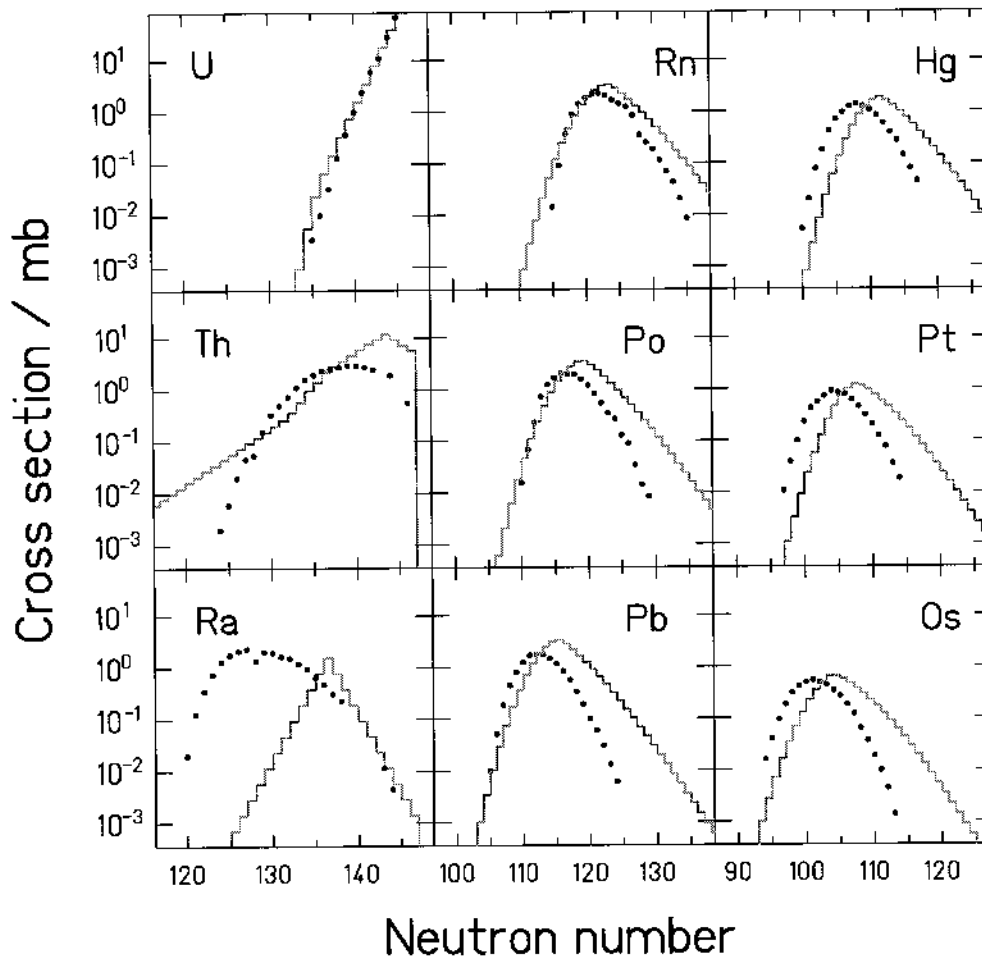 Cross section / mb
U
Rn
Hg
10¹
10⁰
10⁻¹
10⁻²
10⁻³
Th
Po
Pt
10¹
10⁰
10⁻¹
10⁻²
10⁻³
Ra
Pb
Os
10¹
10⁰
10⁻¹
10⁻²
10⁻³
120 130 140 100 110 120 130 90 100 110 120
Neutron number